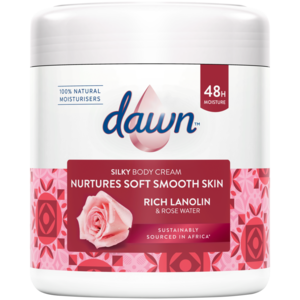 100% NATURAL
MOISTURISERS
48H
MOISTURE
dawn™
SILKY BODY CREAM
NURTURES SOFT SMOOTH SKIN
RICH LANOLIN
& ROSE WATER
SUSTAINABLY
SOURCED IN AFRICA*